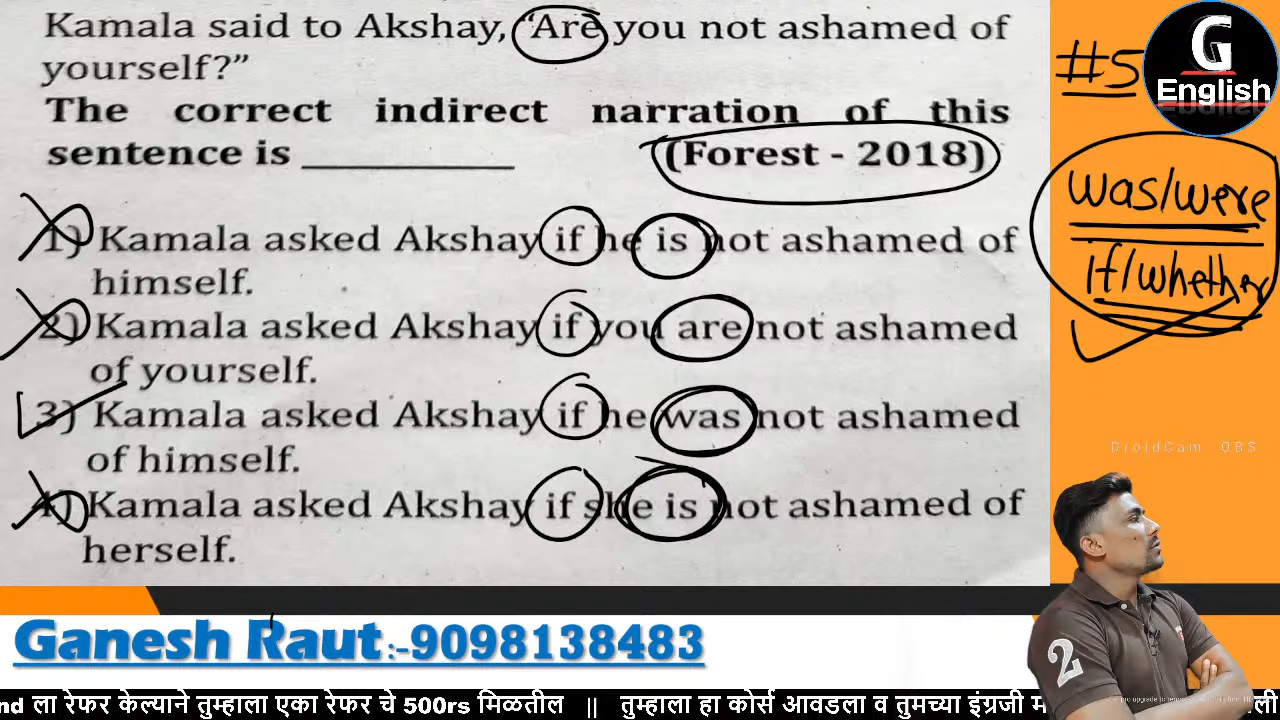 Kamala said to Akshay, "Are you not ashamed of
yourself?"
The correct indirect narration of this
sentence is __________
(Forest - 2018)
1) Kamala asked Akshay if he is not ashamed of
himself.
2) Kamala asked Akshay if you are not ashamed
of yourself.
3) Kamala asked Akshay if he was not ashamed
of himself.
4) Kamala asked Akshay if she is not ashamed of
herself.
#5
G
English
was/were
if/whether
DroidCam OBS
2
Ganesh Raut:-9098138483
nd ला रेफर केल्याने तुम्हाला एका रेफर चे 500rs मिळतील || तुम्हाला हा कोर्स आवडला व तुमच्या इंग्रजी